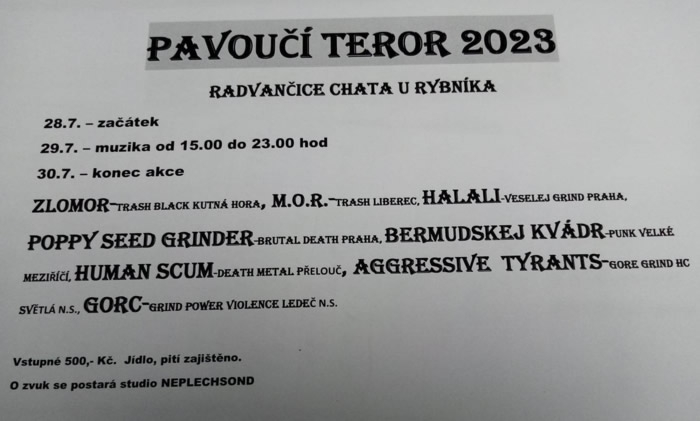 PAVOUČÍ TEROR 2023
RADVANČICE CHATA U RYBNÍKA
28.7. – začátek
29.7. – muzika od 15.00 do 23.00 hod
30.7. – konec akce
ZLOMOR-TRASH BLACK KUTNÁ HORA, M.O.R.-TRASH LIBEREC, HALALI-VESELEJ GRIND PRAHA,
POPPY SEED GRINDER-BRUTAL DEATH PRAHA, BERMUDSKEJ KVÁDR-PUNK VELKÉ
MEZIŘÍČÍ, HUMAN SCUM-DEATH METAL PŘELOUČ, AGGRESSIVE TYRANTS-GORE GRIND HC
SVĚTLÁ N.S., GORC-GRIND POWER VIOLENCE LEDEČ N.S.
Vstupné 500,- Kč. Jídlo, pití zajištěno.
O zvuk se postará studio NEPLECHSOND